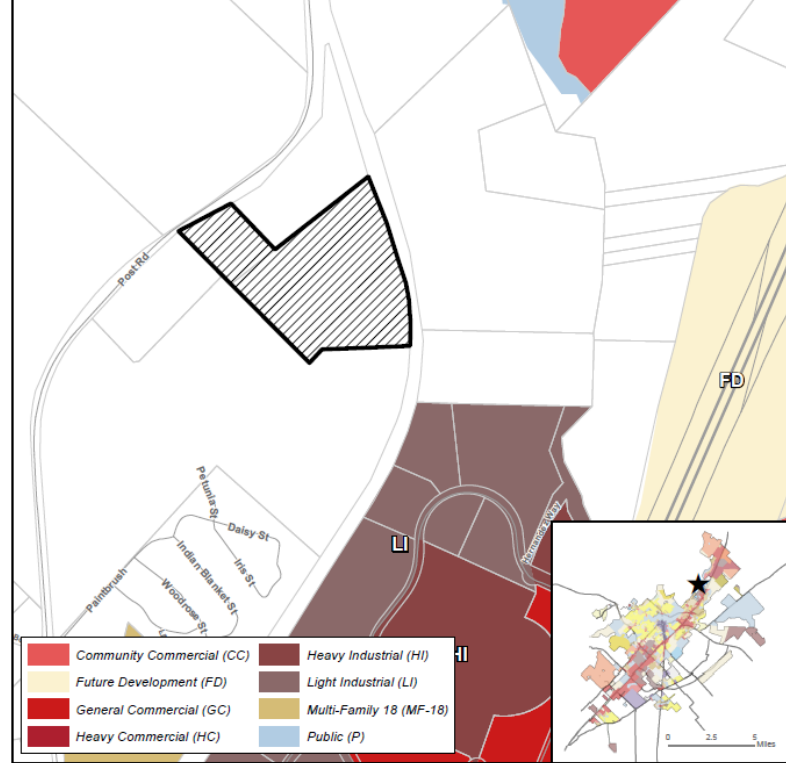 Post Rd
FD
Petunia St
Daisy St
Hernandez Way
LI
Indian Blanket St
Iris St
Paintbrush
Woodrose St
HI
Community Commercial (CC)
Future Development (FD)
General Commercial (GC)
Heavy Commercial (HC)
Heavy Industrial (HI)
Light Industrial (LI)
Multi-Family 18 (MF-18)
Public (P)
0 2.5 5
Miles